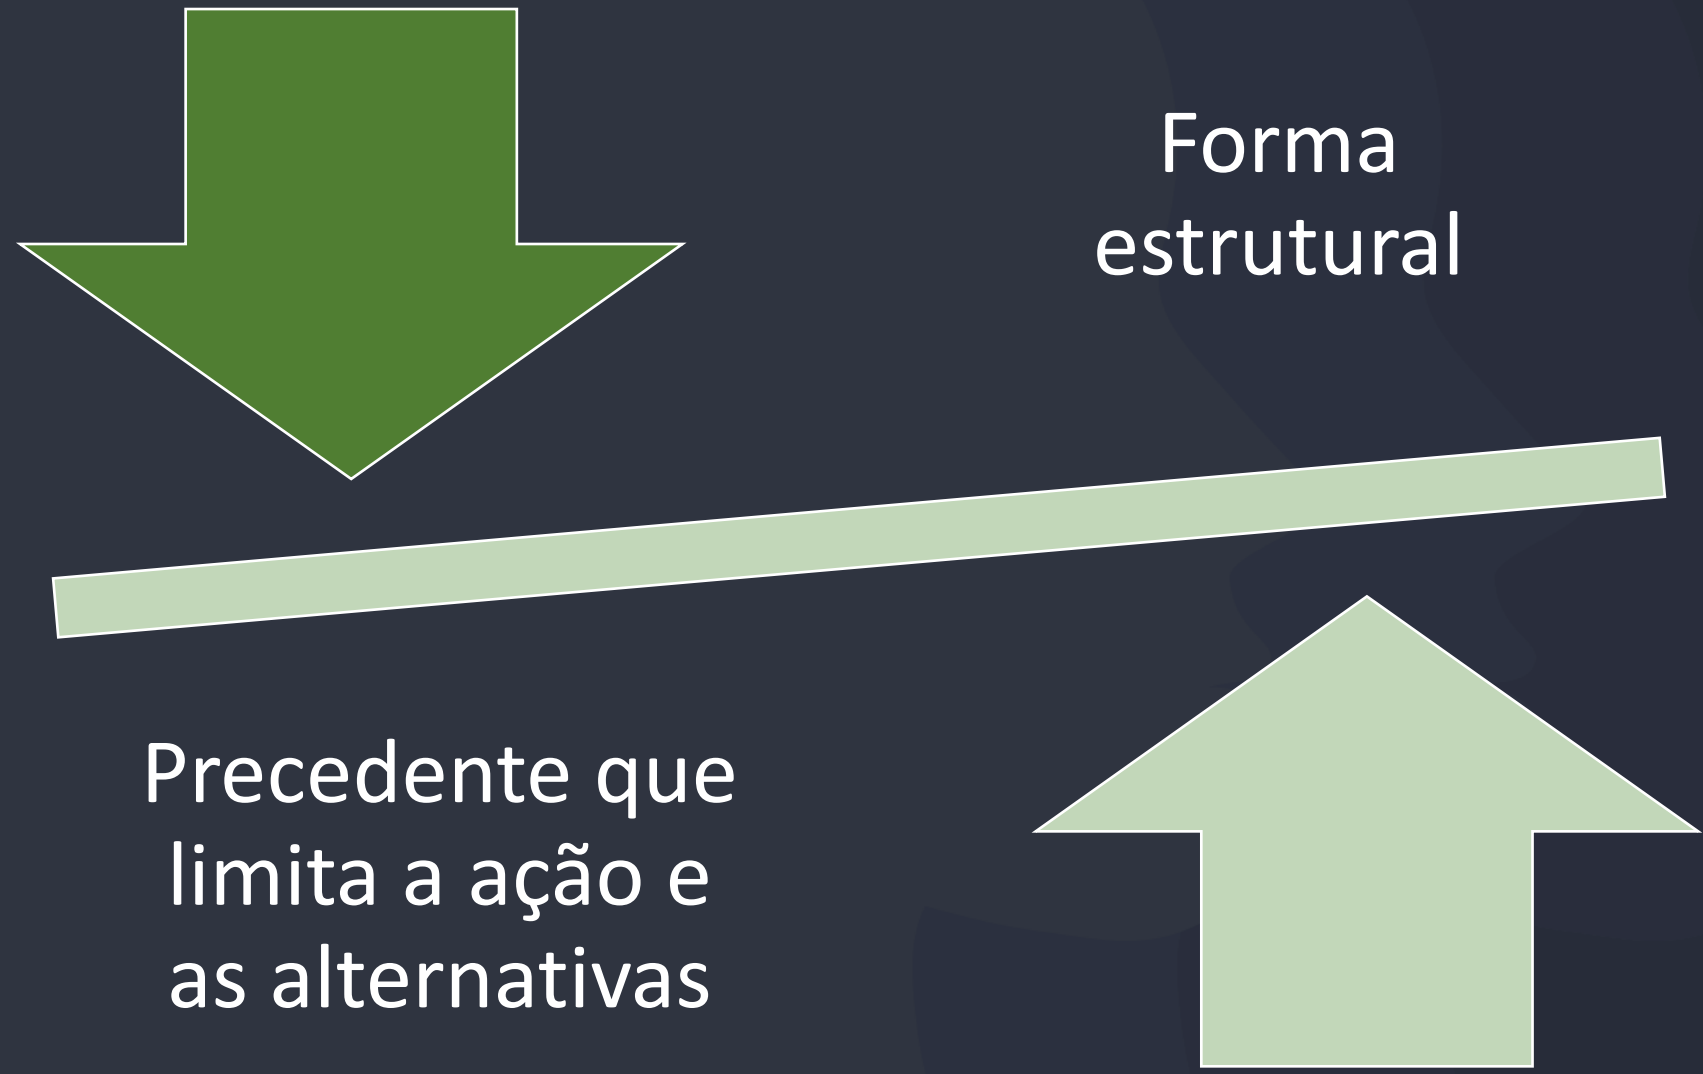 Forma
estrutural
Precedente que
limita a ação e
as alternativas